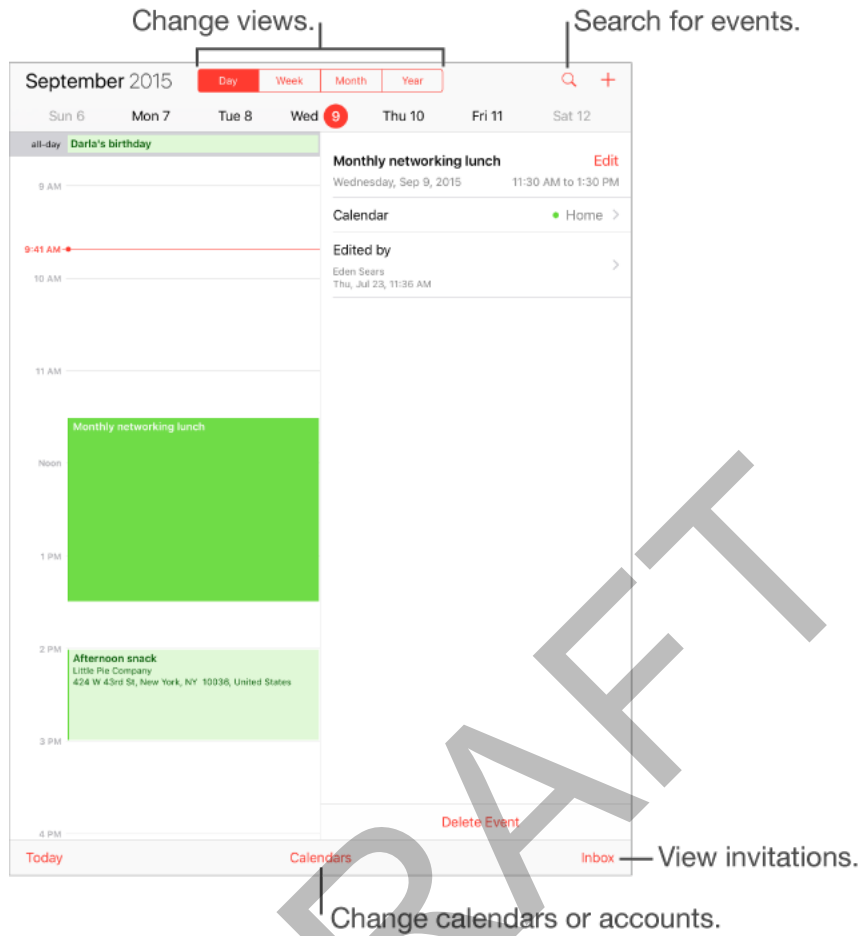 Change views.
Search for events.
September 2015
Day
Week
Month
Year
Sun 6
Mon 7
Tue 8
Wed 9
Thu 10
Fri 11
Sat 12
all-day
Darla's birthday
Monthly networking lunch
Edit
Wednesday, Sep 9, 2015
11:30 AM to 1:30 PM
9 AM
Calendar
Home
9:41 AM
Edited by
Eden Sears
Thu, Jul 23, 11:36 AM
10 AM
11 AM
Monthly networking lunch
Noon
1 PM
2 PM
Afternoon snack
Little Pie Company
424 W 43rd St, New York, NY 10036, United States
3 PM
Delete Event
4 PM
Today
Calendars
Inbox
View invitations.
Change calendars or accounts.
DRAFT